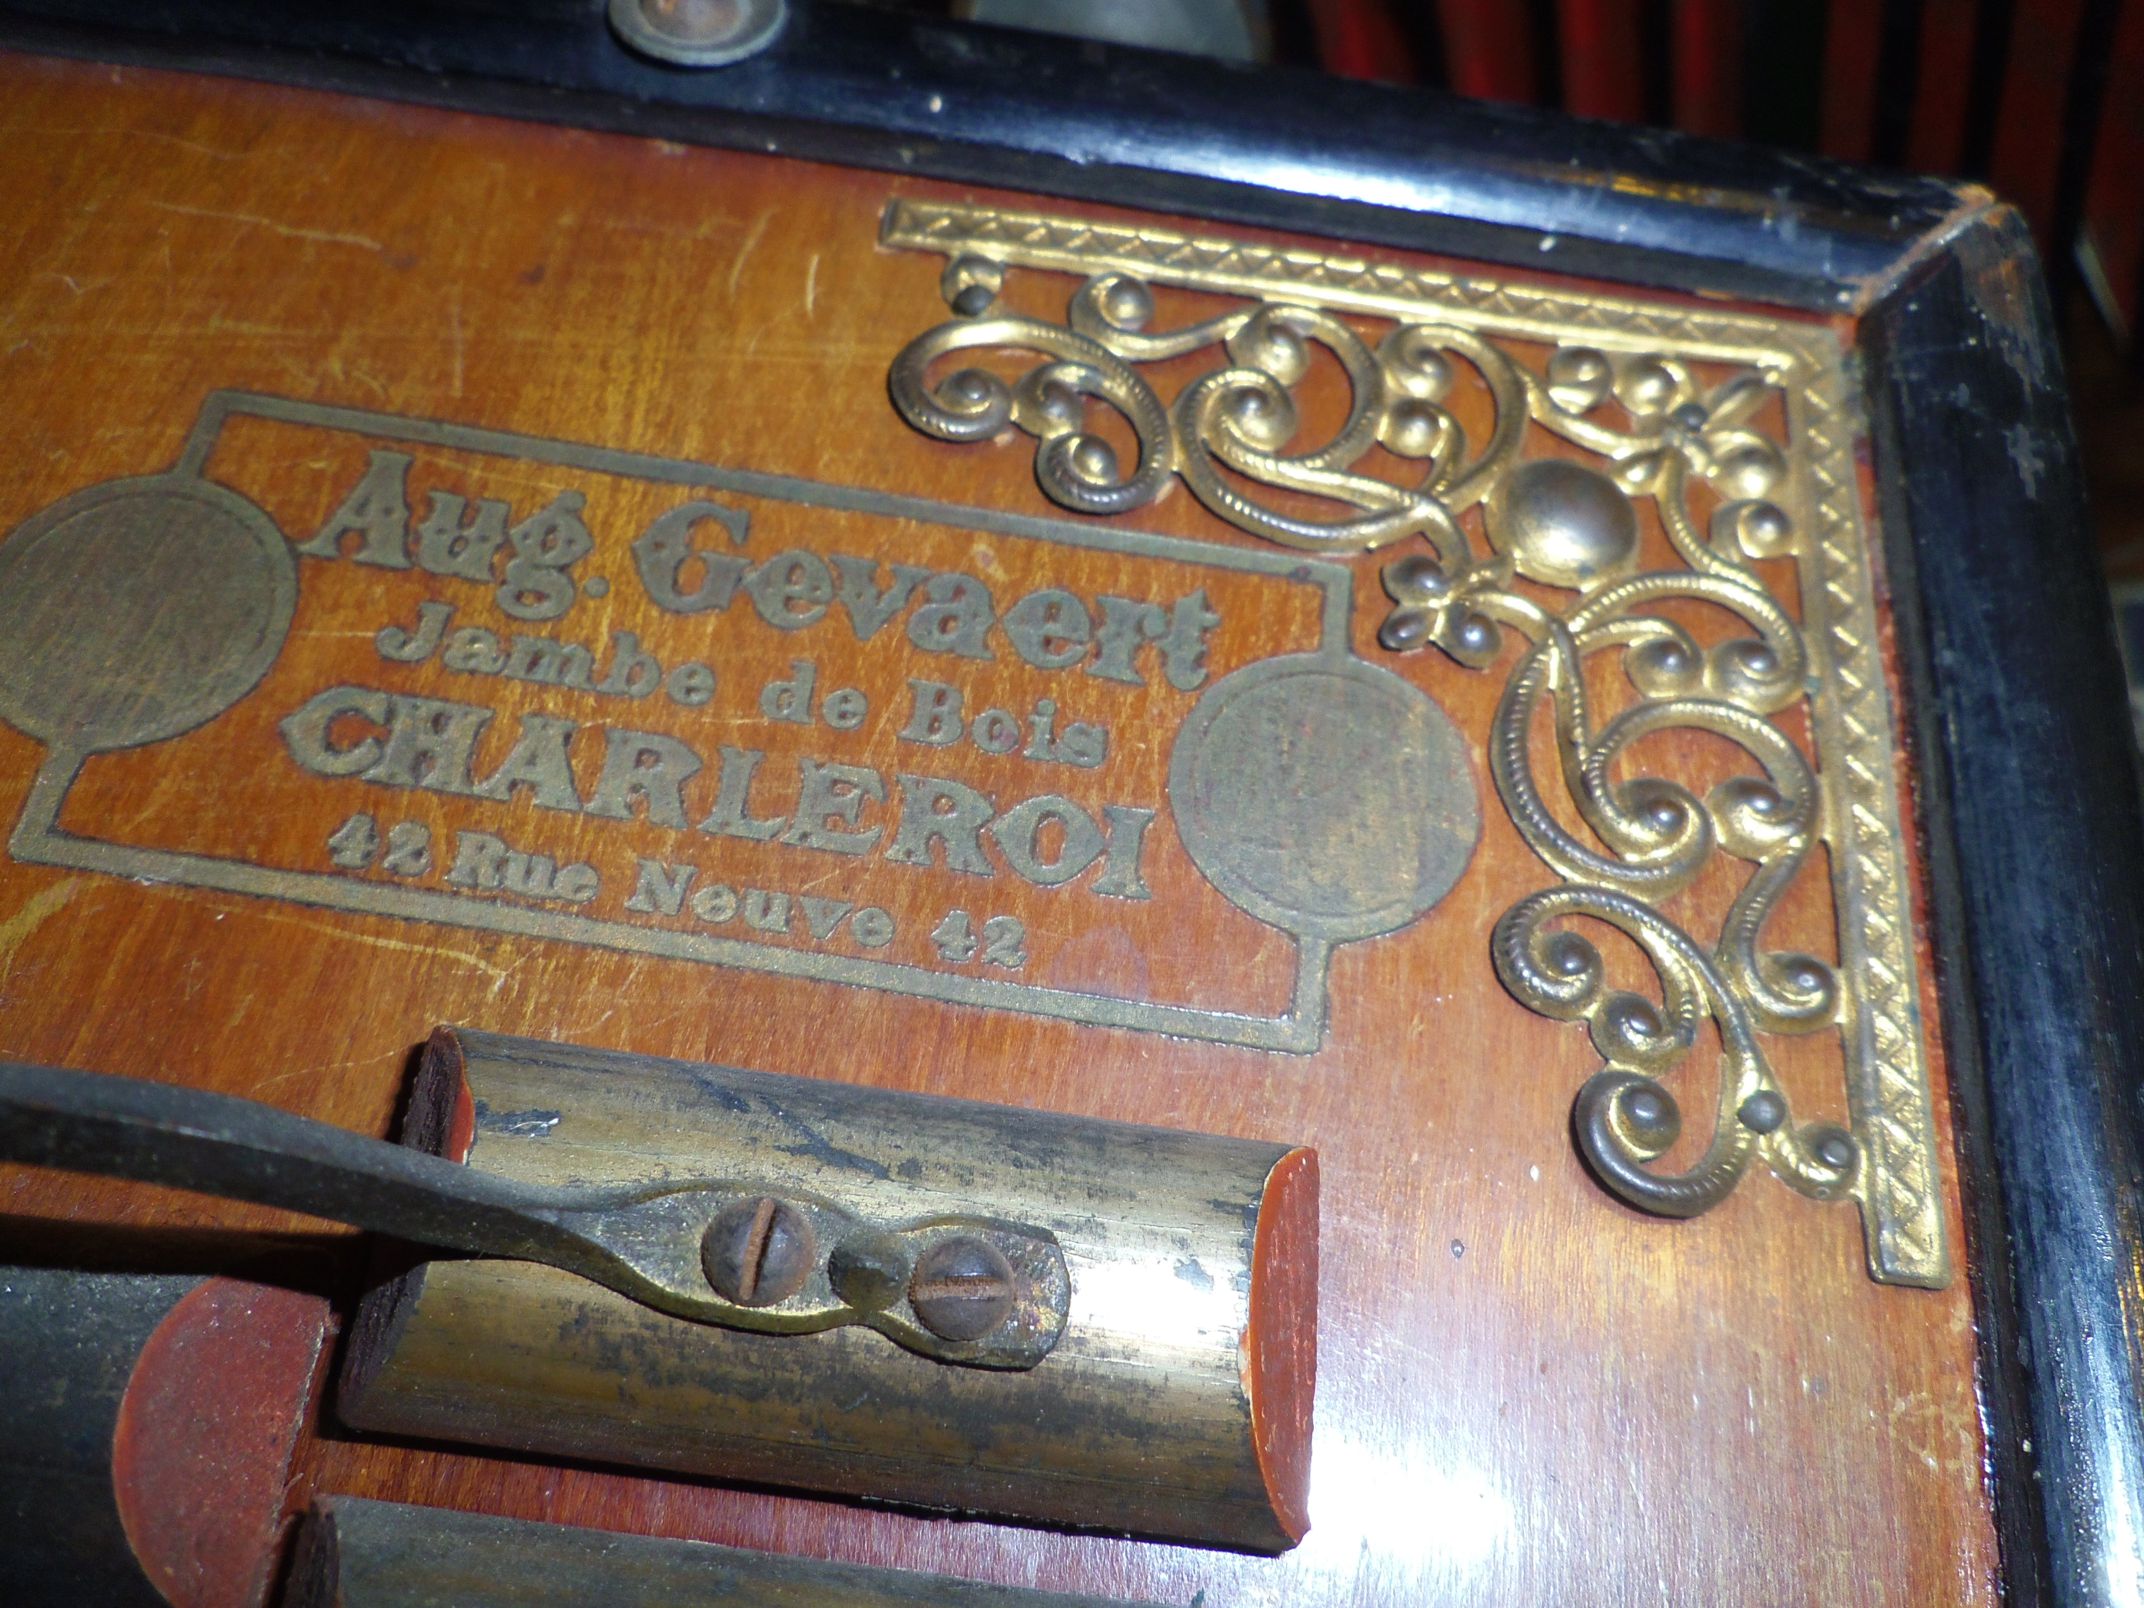 Aug. Gevaert
Jambe de Bois
CHARLEROI
42 Rue Neuve 42